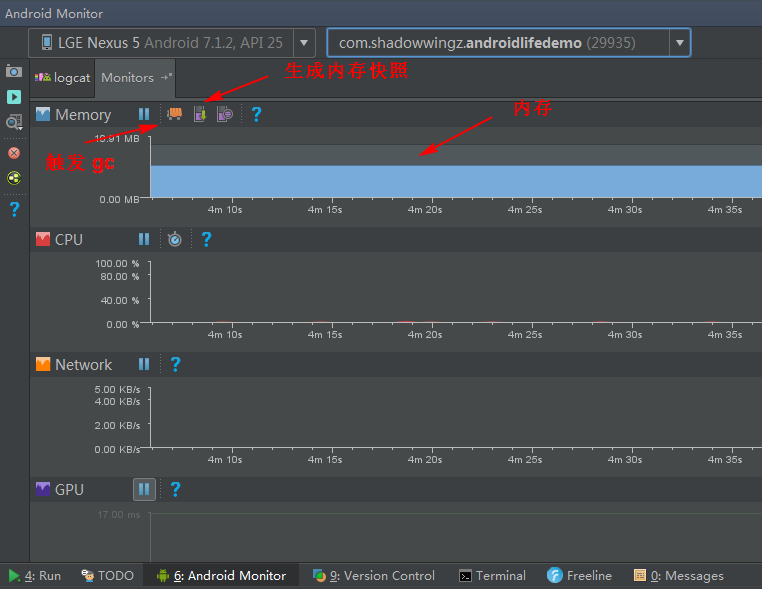 Android Monitor
LGE Nexus 5 Android 7.1.2, API 25
com.shadowwingz.androidlifedemo (29935)
logcat
Monitors
生成内存快照
Memory
?
内存
触发 gc
16.91 MB
0.00 MB
4m 10s
4m 15s
4m 20s
4m 25s
4m 30s
4m 35s
?
CPU
?
100.00 %
80.00 %
40.00 %
0.00 %
4m 10s
4m 15s
4m 20s
4m 25s
4m 30s
4m 35s
Network
?
5.00 KB/s
4.00 KB/s
2.00 KB/s
0.00 KB/s
4m 10s
4m 15s
4m 20s
4m 25s
4m 30s
4m 35s
GPU
?
17.00 ms
4: Run
TODO
6: Android Monitor
9: Version Control
Terminal
Freeline
0: Messages